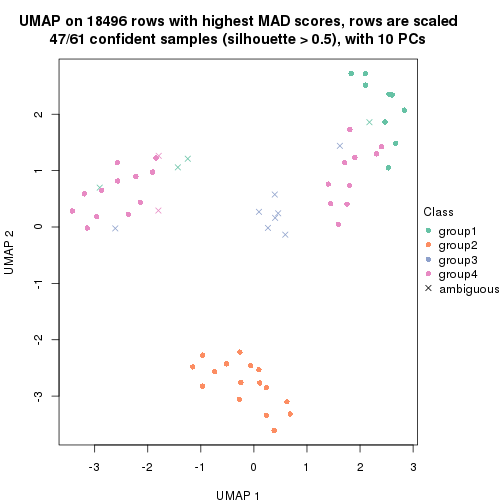 UMAP on 18496 rows with highest MAD scores, rows are scaled
47/61 confident samples (silhouette > 0.5), with 10 PCs
2
1
0
-1
-2
-3
UMAP 2
-3
-2
-1
0
1
2
3
UMAP 1
Class
group1
group2
group3
group4
ambiguous